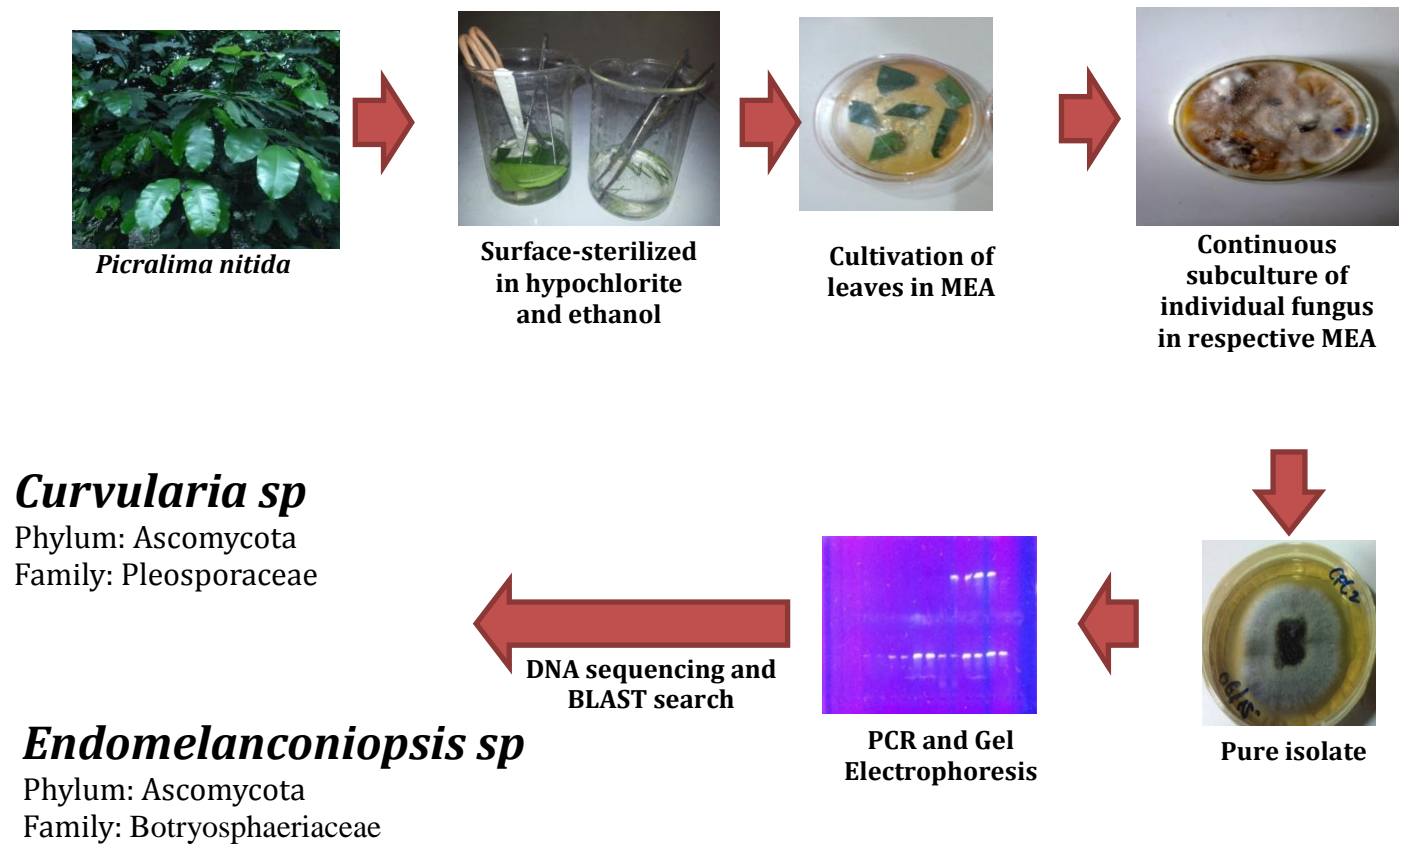 Picralima nitida
Surface-sterilized
in hypochlorite
and ethanol
Cultivation of
leaves in MEA
Continuous
subculture of
individual fungus
in respective MEA
Pure isolate
PCR and Gel
Electrophoresis
DNA sequencing and
BLAST search
Curvularia sp
Phylum: Ascomycota
Family: Pleosporaceae
Endomelanconiopsis sp
Phylum: Ascomycota
Family: Botryosphaeriaceae